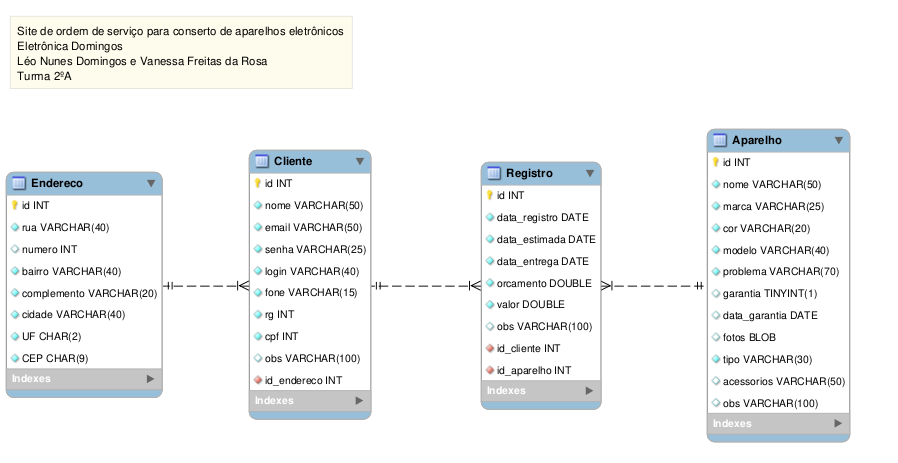 Site de ordem de serviço para conserto de aparelhos eletrônicos
Eletrônica Domingos
Léo Nunes Domingos e Vanessa Freitas da Rosa
Turma 2ºA
Endereco
id INT
rua VARCHAR(40)
numero INT
bairro VARCHAR(40)
complemento VARCHAR(20)
cidade VARCHAR(40)
UF CHAR(2)
CEP CHAR(9)
Indexes
Cliente
id INT
nome VARCHAR(50)
email VARCHAR(50)
senha VARCHAR(25)
login VARCHAR(40)
fone VARCHAR(15)
rg INT
cpf INT
obs VARCHAR(100)
id_endereco INT
Indexes
Registro
id INT
data_registro DATE
data_estimada DATE
data_entrega DATE
orcamento DOUBLE
valor DOUBLE
obs VARCHAR(100)
id_cliente INT
id_aparelho INT
Indexes
Aparelho
id INT
nome VARCHAR(50)
marca VARCHAR(25)
cor VARCHAR(20)
modelo VARCHAR(40)
problema VARCHAR(70)
garantia TINYINT(1)
data_garantia DATE
fotos BLOB
tipo VARCHAR(30)
acessorios VARCHAR(50)
obs VARCHAR(100)
Indexes